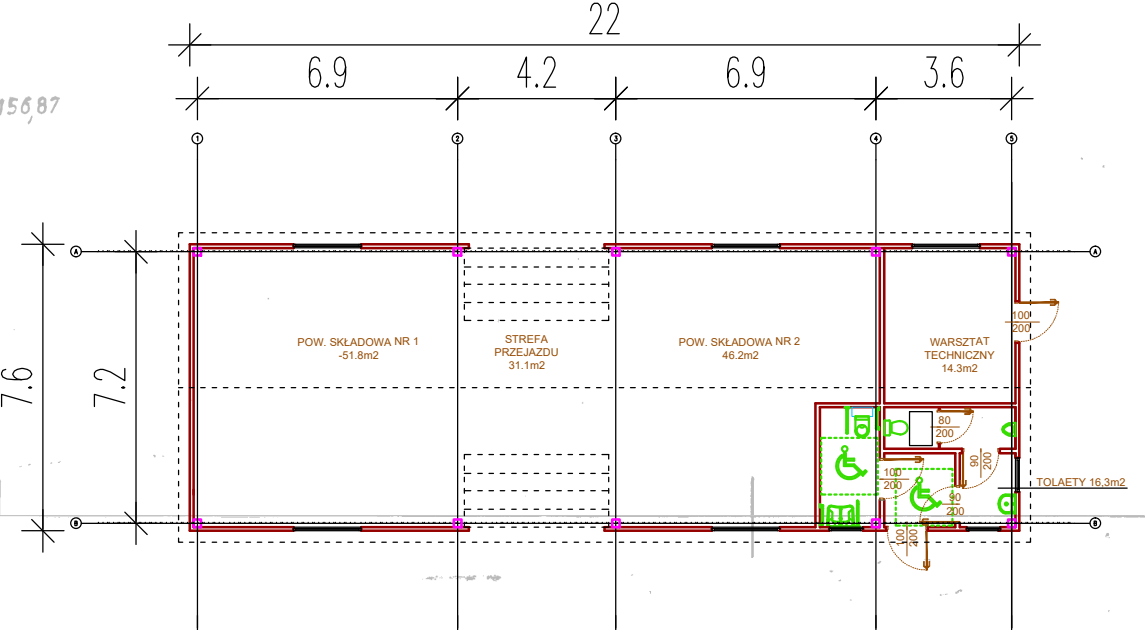 22
6.9 4.2 6.9 3.6
156,87
1 2 3 4 5
A A
100
200
POW. SKŁADOWA NR 1
-51.8m2
STREFA
PRZEJAZDU
31.1m2
POW. SKŁADOWA NR 2
46.2m2
WARSZTAT
TECHNICZNY
14.3m2
7.6
7.2
80
200
90
200
100
200
TOLAETY 16,3m2
90
200
B B
100
200